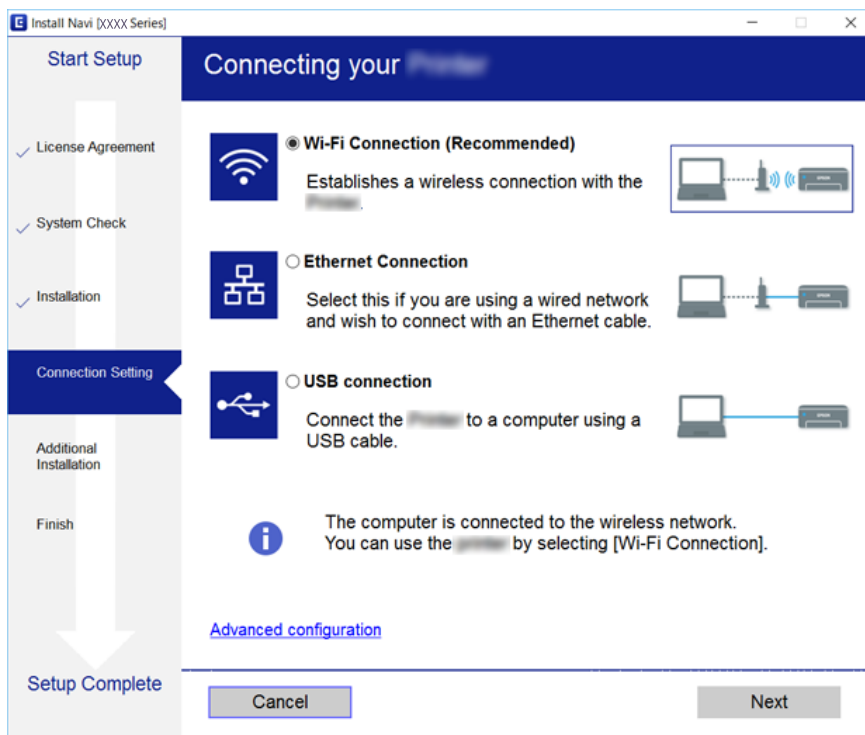 Install Navi [XXXX Series]
Start Setup
License Agreement
System Check
Installation
Connection Setting
Additional
Installation
Finish
Setup Complete
Connecting your
Wi-Fi Connection (Recommended)
Establishes a wireless connection with the
Ethernet Connection
Select this if you are using a wired network
and wish to connect with an Ethernet cable.
USB connection
Connect the to a computer using a
USB cable.
The computer is connected to the wireless network.
You can use the by selecting [Wi-Fi Connection].
Advanced configuration
Cancel
Next